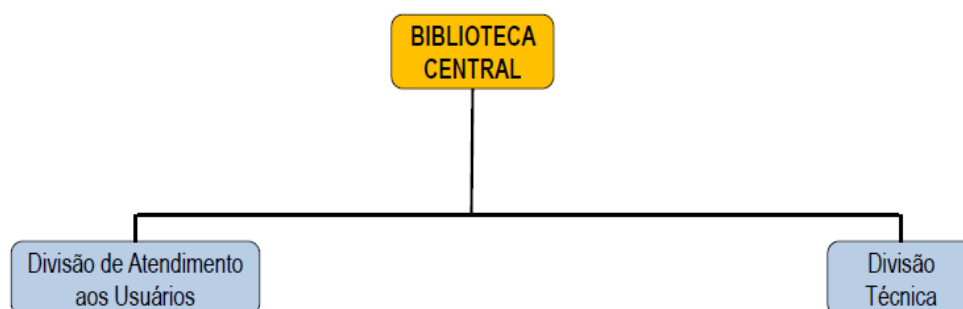 BIBLIOTECA
CENTRAL
Divisão de Atendimento
aos Usuários
Divisão
Técnica